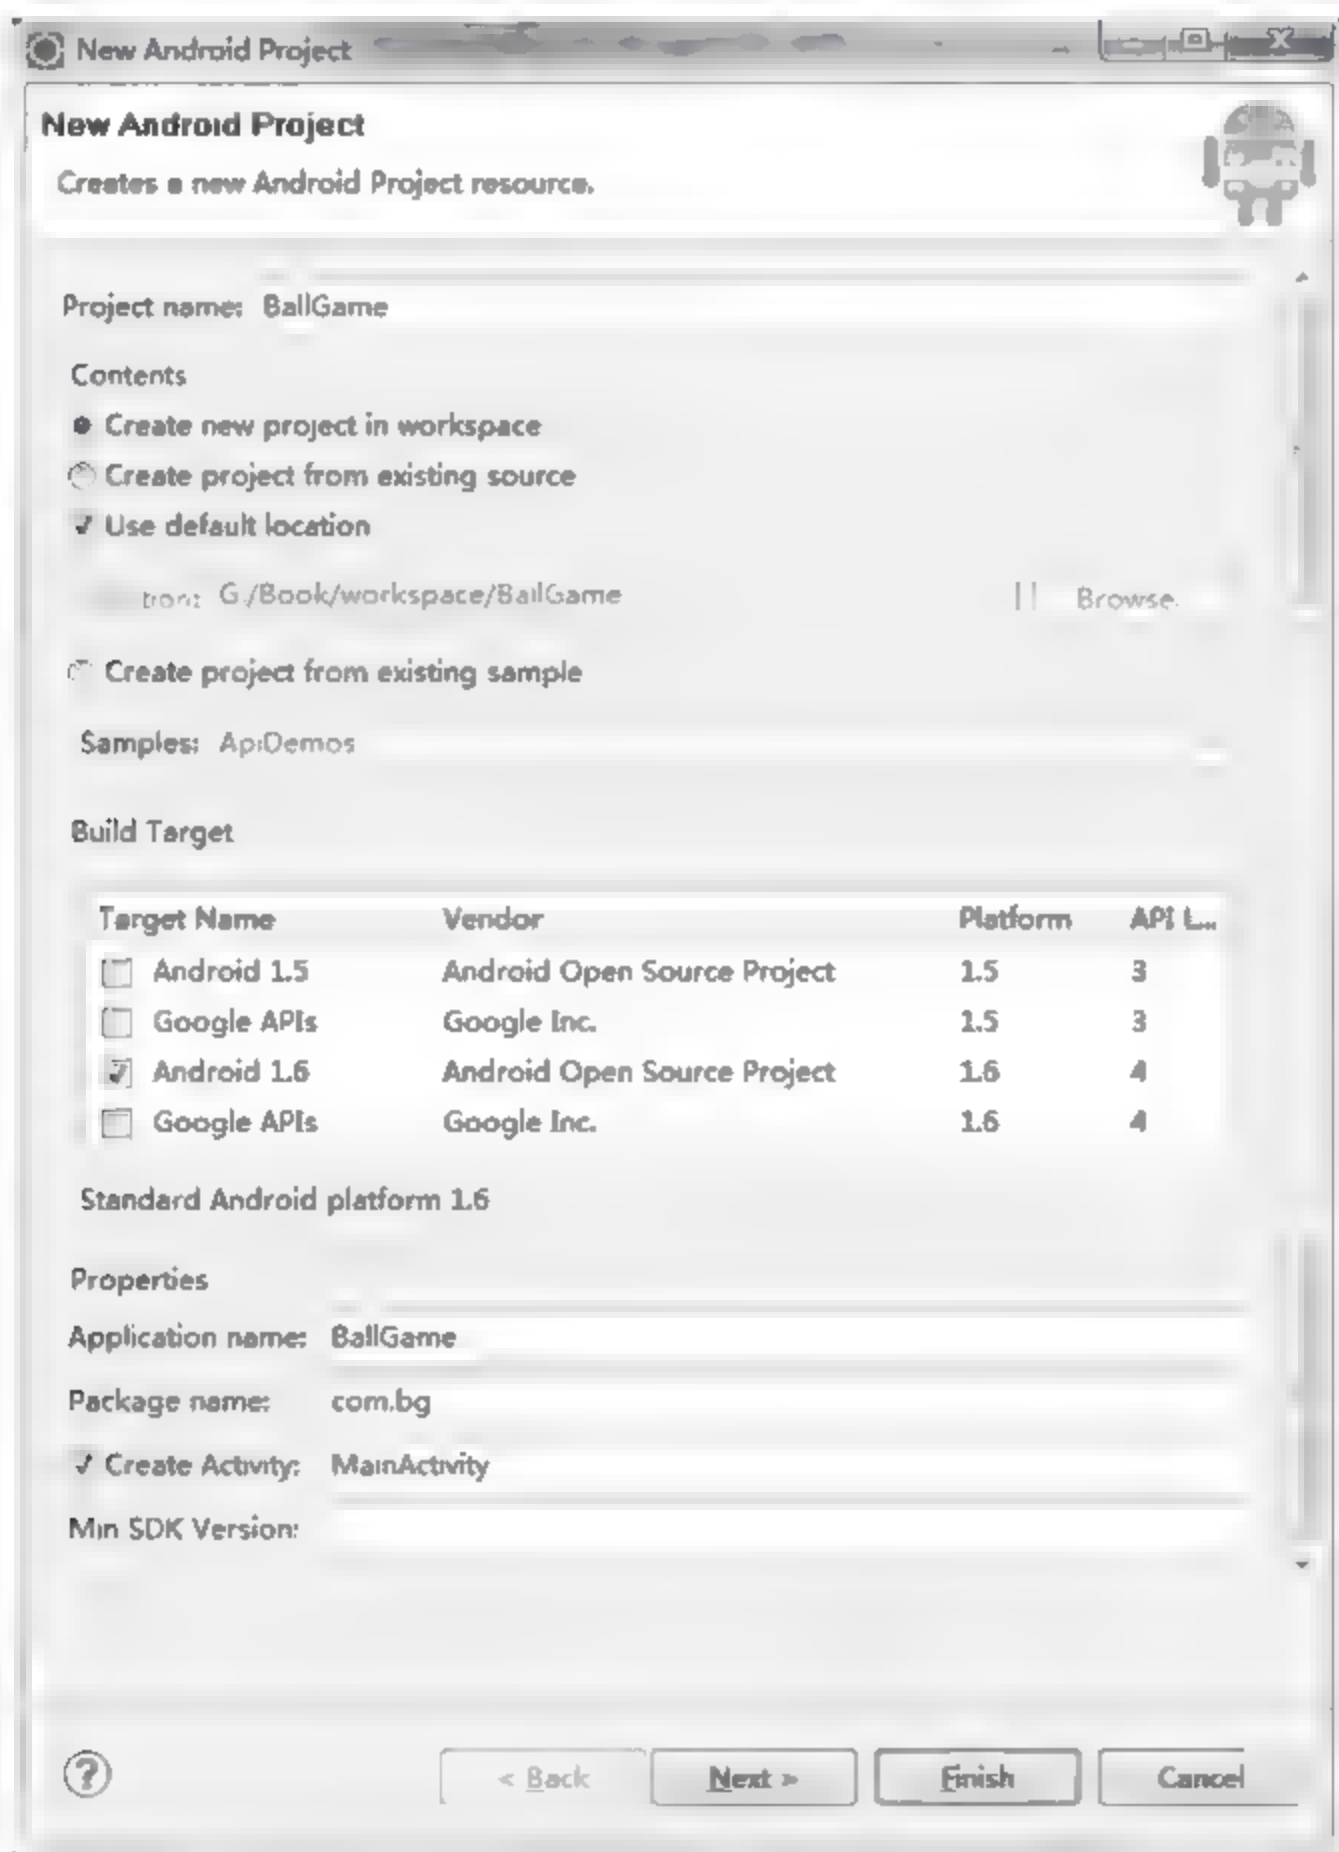 New Android Project
New Android Project
Creates a new Android Project resource.
Project name: BallGame
Contents
Create new project in workspace
Create project from existing source
Use default location
G:/Book/workspace/BallGame Browse.
Create project from existing sample
Samples: ApiDemos
Build Target
Target Name Vendor Platform API L...
Android 1.5 Android Open Source Project 1.5 3
Google APIs Google Inc. 1.5 3
Android 1.6 Android Open Source Project 1.6 4
Google APIs Google Inc. 1.6 4
Standard Android platform 1.6
Properties
Application name: BallGame
Package name: com.bg
Create Activity: MainActivity
Min SDK Version:
< Back Next > Finish Cancel